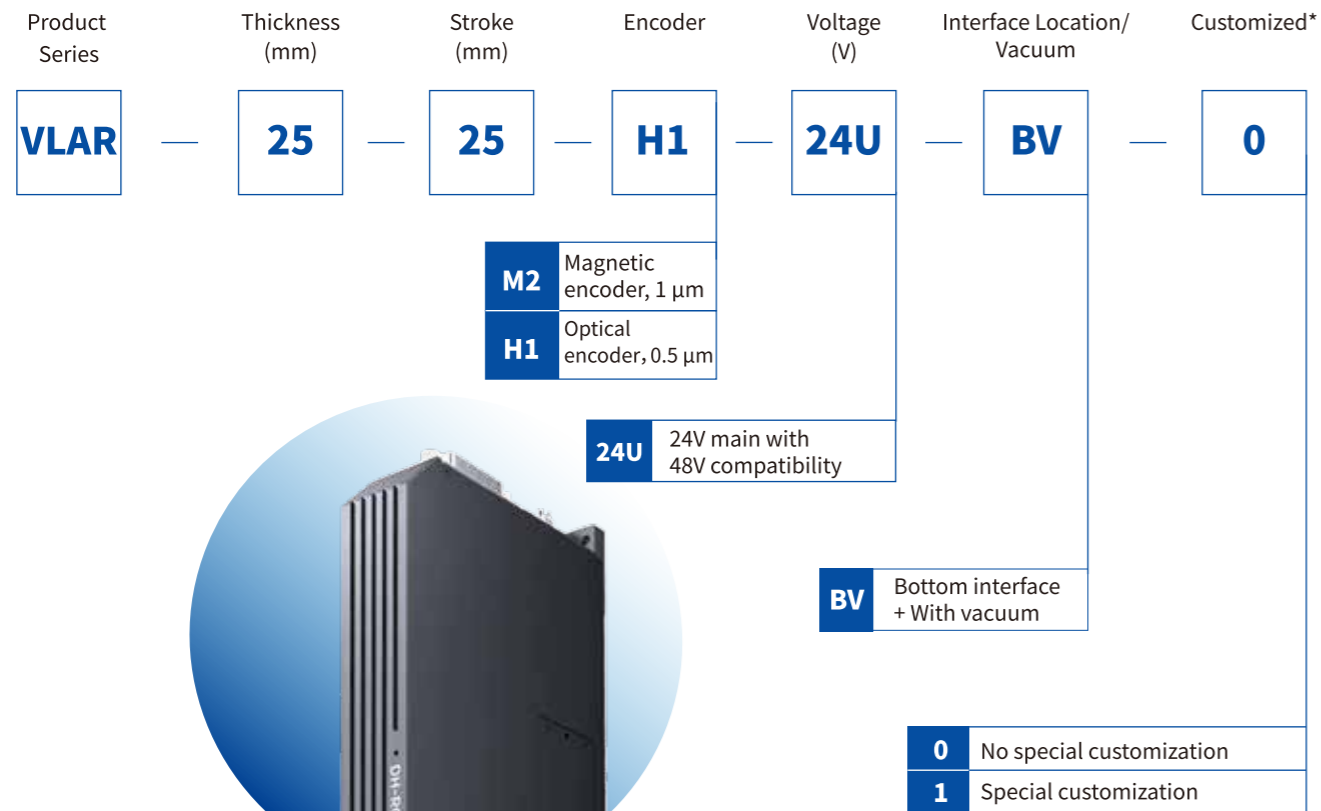 Product Series
Thickness (mm)
Stroke (mm)
Encoder
Voltage (V)
Interface Location/ Vacuum
Customized*
VLAR — 25 — 25 — H1 — 24U — BV — 0
M2 Magnetic encoder, 1 μm
H1 Optical encoder, 0.5 μm
24U 24V main with 48V compatibility
BV Bottom interface + With vacuum
0 No special customization
1 Special customization